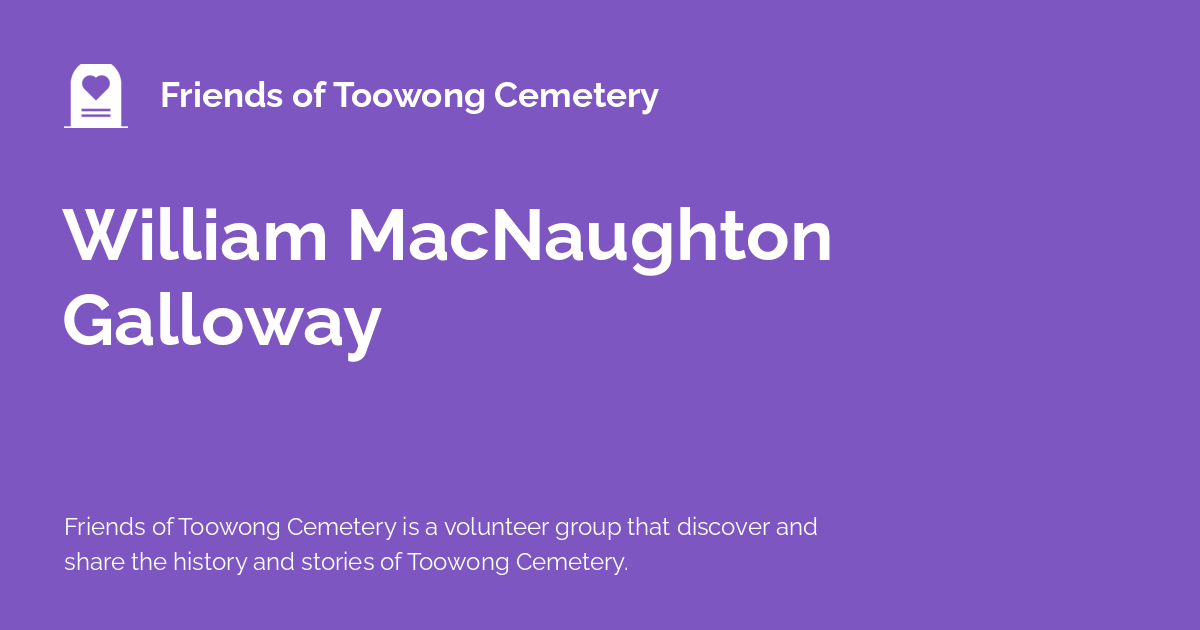 Friends of Toowong Cemetery
William MacNaughton
Galloway
Friends of Toowong Cemetery is a volunteer group that discover and
share the history and stories of Toowong Cemetery.